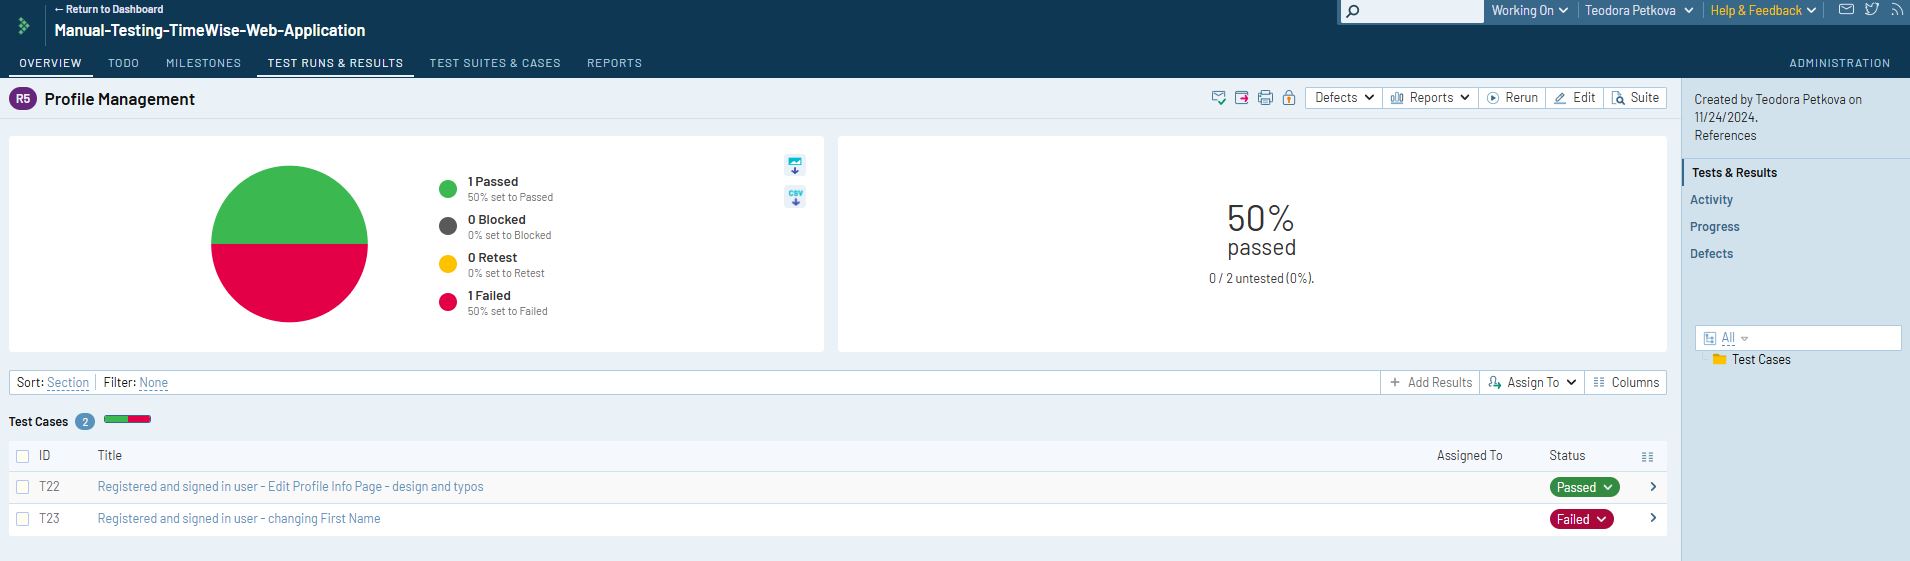 ← Return to Dashboard
Manual-Testing-TimeWise-Web-Application
Working On
Teodora Petkova
Help & Feedback
OVERVIEW
TODO
MILESTONES
TEST RUNS & RESULTS
TEST SUITES & CASES
REPORTS
ADMINISTRATION
R5 Profile Management
Defects
Reports
Rerun
Edit
Suite
1 Passed
50% set to Passed
0 Blocked
0% set to Blocked
0 Retest
0% set to Retest
1 Failed
50% set to Failed
CSV
50%
passed
0 / 2 untested (0%).
Sort: Section
Filter: None
+ Add Results
Assign To
Columns
Test Cases 2
ID Title Assigned To Status
T22 Registered and signed in user - Edit Profile Info Page - design and typos Passed
T23 Registered and signed in user - changing First Name Failed
Created by Teodora Petkova on
11/24/2024.
References
Tests & Results
Activity
Progress
Defects
All
Test Cases